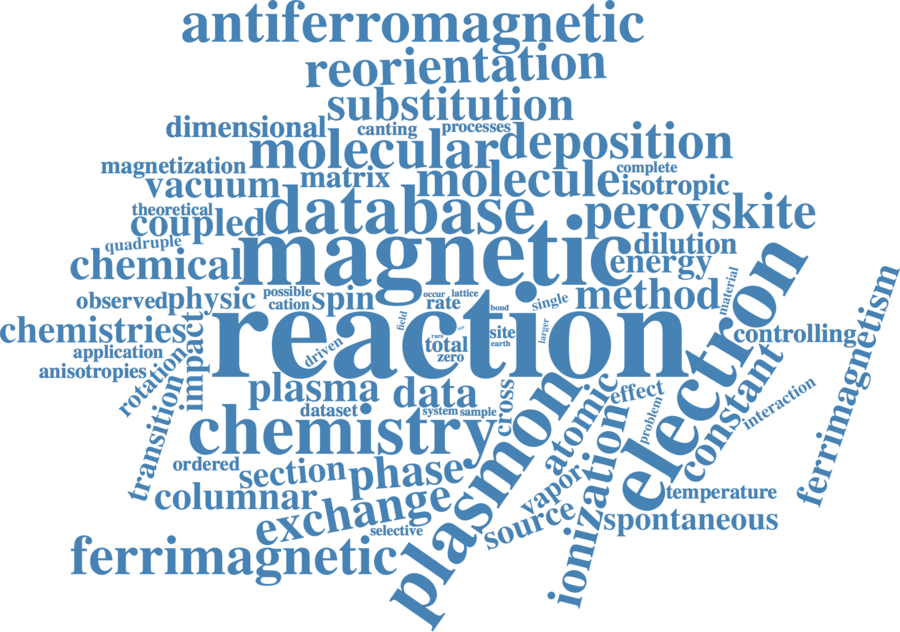 antiferromagnetic
reorientation
substitution
dimensional
canting
processes
molecular
deposition
magnetization
matrix
molecule
complete
vacuum
isotropic
theoretical
coupled
database
perovskite
quadruple
magnetic
dilution
chemical
energy
observed
physic
possible
cation
spin
occur
lattice
rate
bond
single
method
material
electron
ferrimagnetism
chemistries
reaction
field
rare
total
zero
site
earth
larger
controlling
application
anisotropies
driven
rotation
impact
transition
plasma
data
cross
effect
problem
constant
interaction
dataset
system
sample
chemistry
plasmon
atomic
ionization
ordered
section
phase
vapor
temperature
columnar
exchange
source
spontaneous
selective
ferrimagnetic